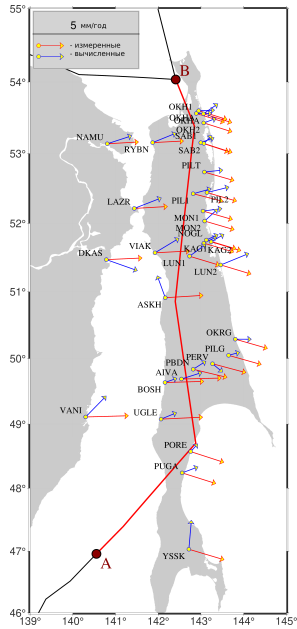 55°
5 мм/год
- измеренные
- вычисленные
B
54°
OKH1
OKHA
OKH2
NAMU
SAB1
RYBN
53°
SAB2
PILT
LAZR
PIL1
PIL2
52°
MON1
MON2
NOGL
VIAK
KAG1
KAG2
DKAS
LUN1
LUN2
51°
ASKH
OKRG
50°
PILG
PERV
PBDN
AIVA
BOSH
VANI
UGLE
49°
PORE
PUGA
48°
YSSK
47°
A
46°
139° 140° 141° 142° 143° 144° 145°